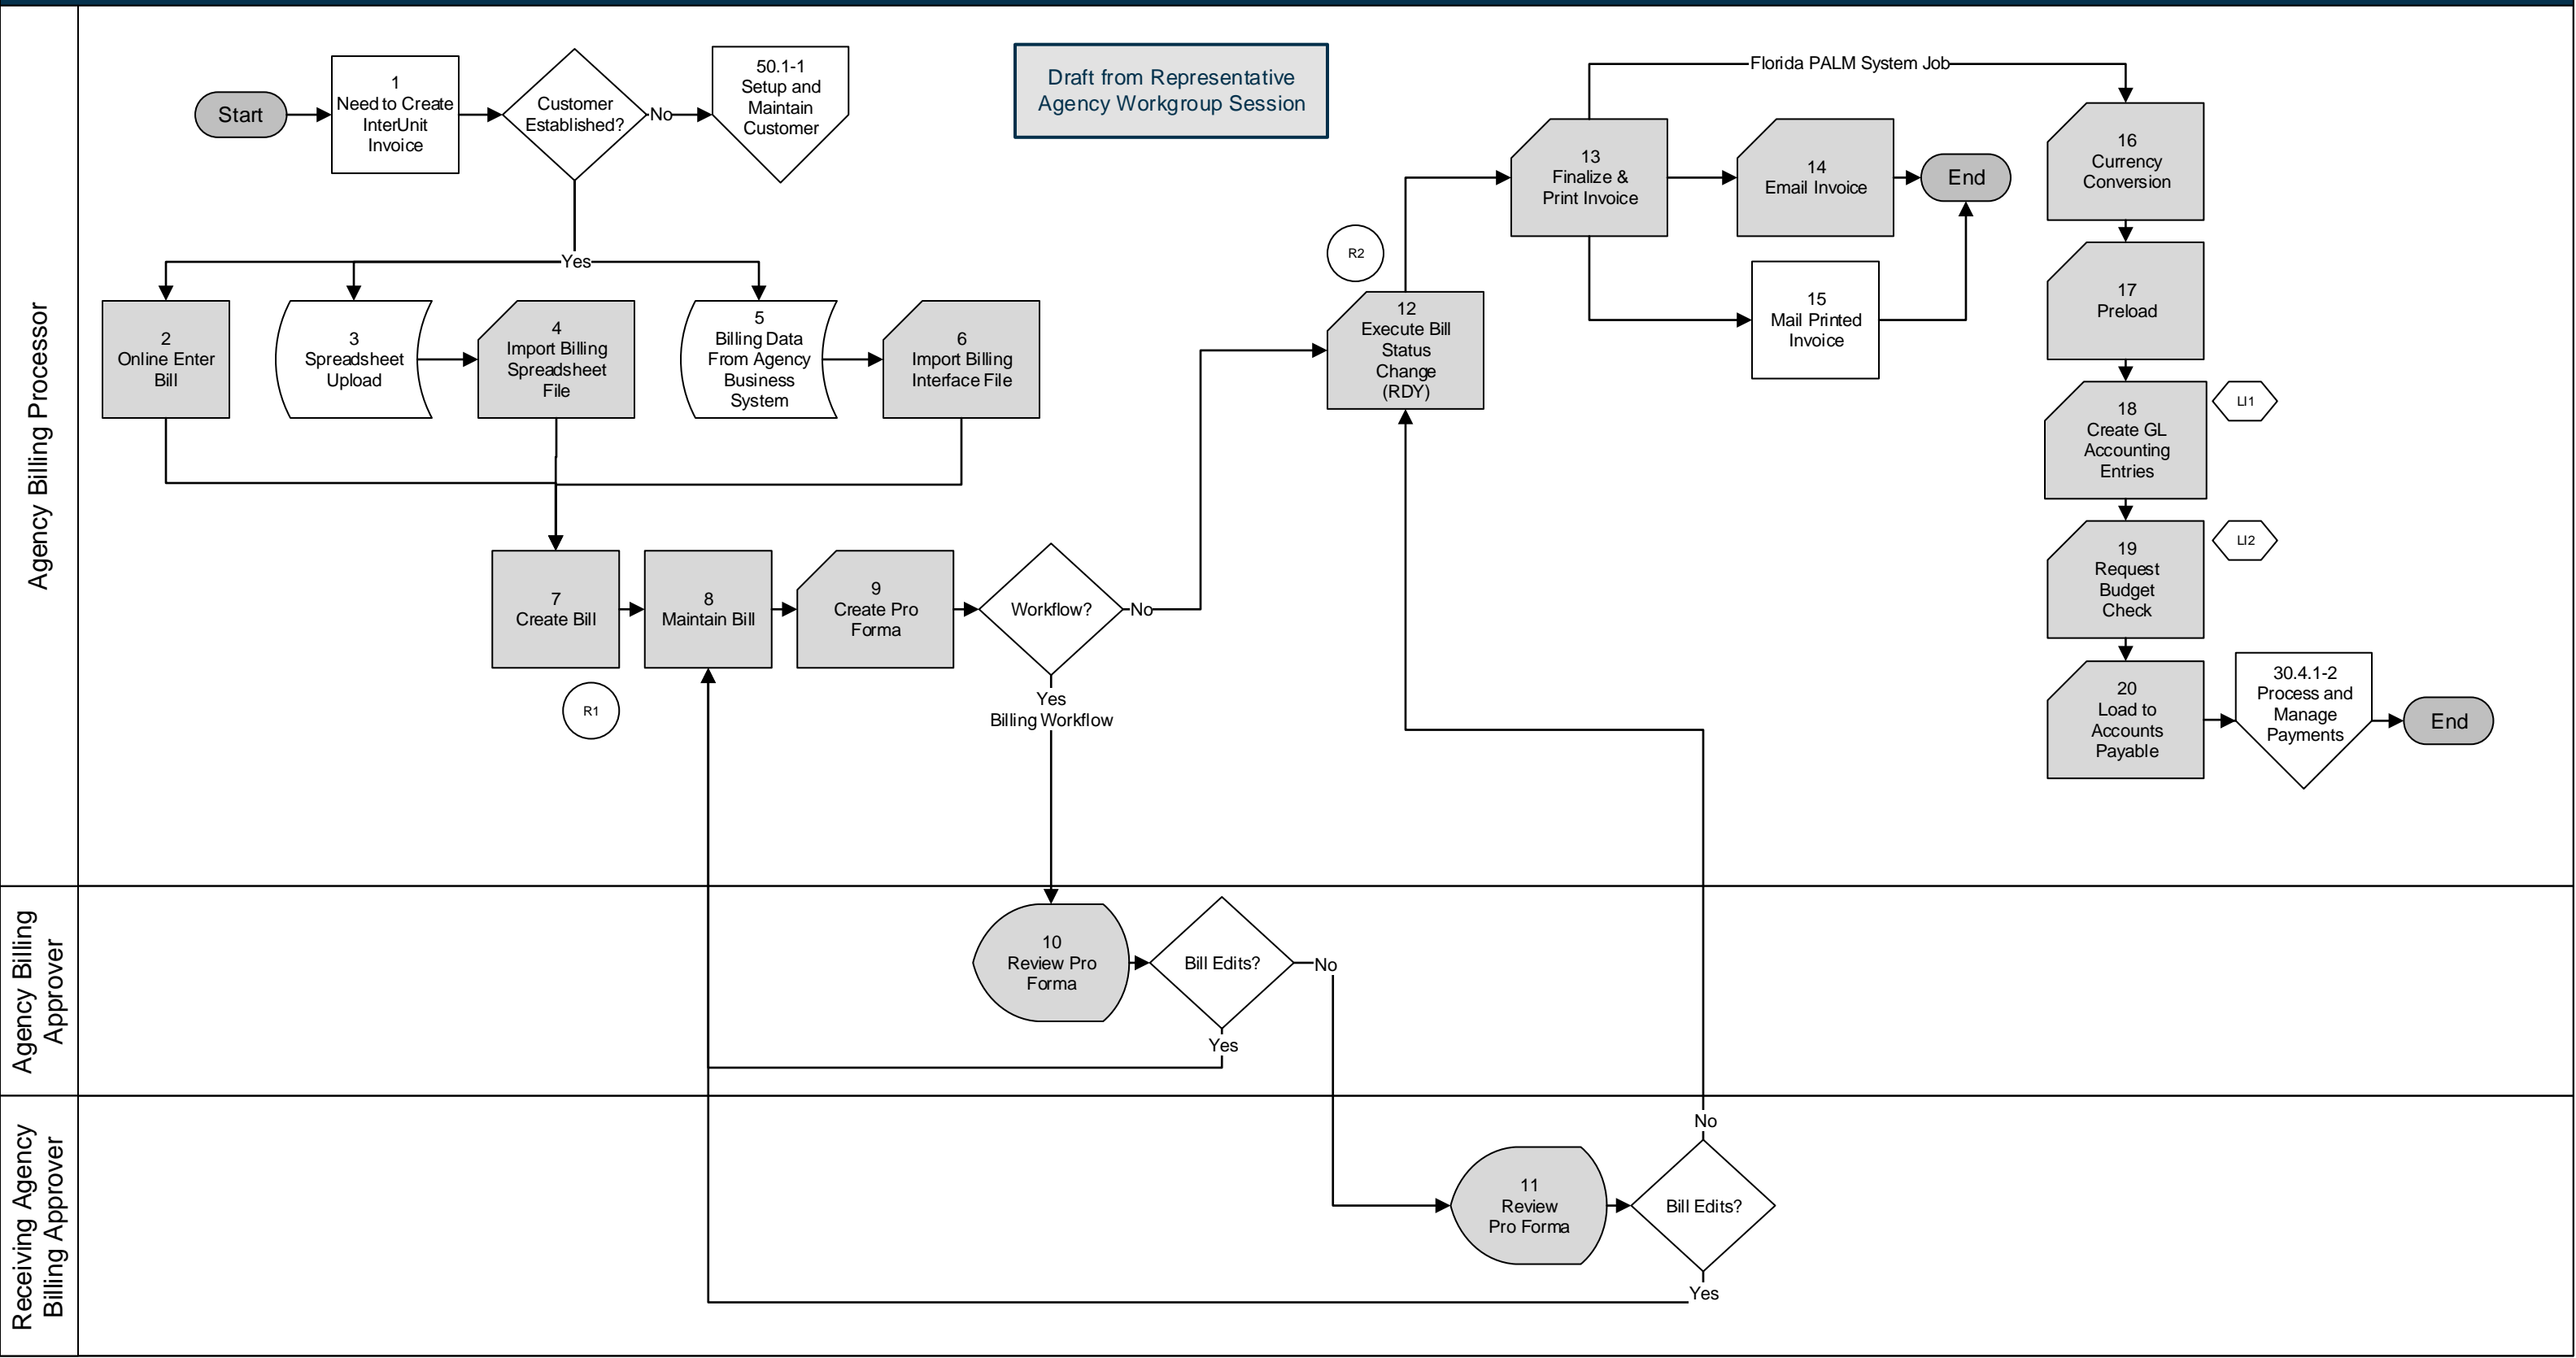 Agency Billing Processor
Start
1
Need to Create
InterUnit
Invoice
Customer
Established?
No
50.1-1
Setup and
Maintain
Customer
Draft from Representative
Agency Workgroup Session
Yes
2
Online Enter
Bill
3
Spreadsheet
Upload
4
Import Billing
Spreadsheet
File
5
Billing Data
From Agency
Business
System
6
Import Billing
Interface File
7
Create Bill
R1
8
Maintain Bill
9
Create Pro
Forma
Workflow?
No
Yes
Billing Workflow
R2
12
Execute Bill
Status
Change
(RDY)
13
Finalize &
Print Invoice
14
Email Invoice
End
15
Mail Printed
Invoice
Florida PALM System Job
16
Currency
Conversion
17
Preload
18
Create GL
Accounting
Entries
LI1
19
Request
Budget
Check
LI2
20
Load to
Accounts
Payable
30.4.1-2
Process and
Manage
Payments
End
Agency Billing
Approver
10
Review Pro
Forma
Bill Edits?
No
Yes
Receiving Agency
Billing Approver
11
Review
Pro Forma
Bill Edits?
No
Yes